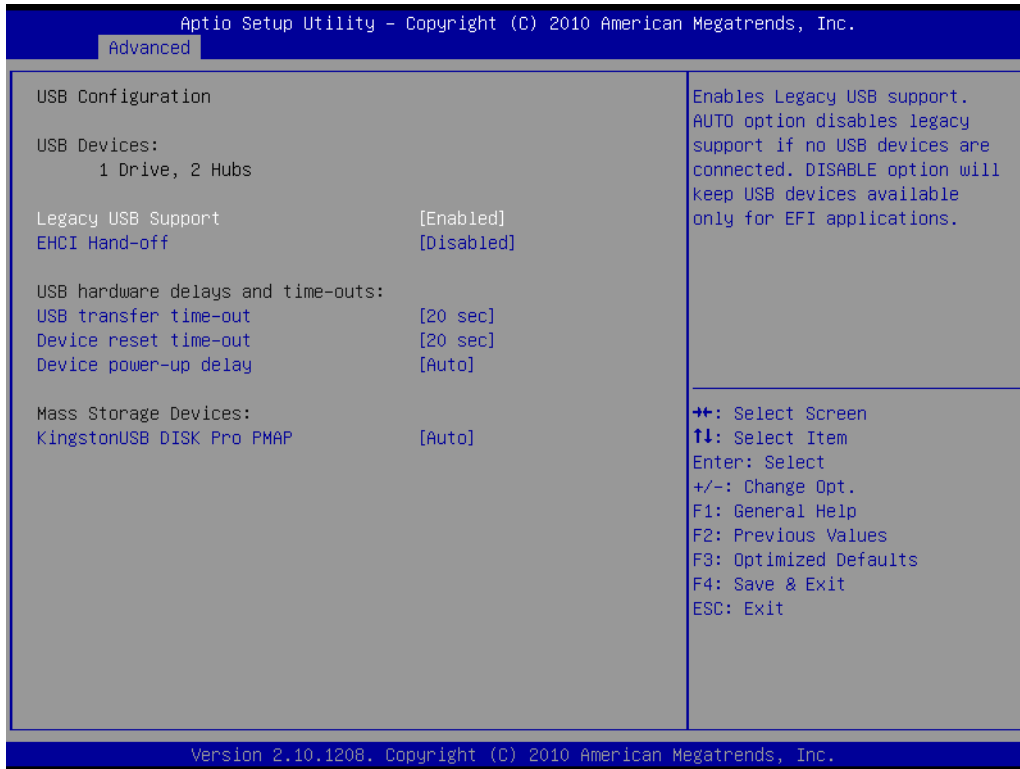 Aptio Setup Utility – Copyright (C) 2010 American Megatrends, Inc.
Advanced
USB Configuration
USB Devices:
1 Drive, 2 Hubs
Legacy USB Support [Enabled]
EHCI Hand-off [Disabled]
USB hardware delays and time-outs:
USB transfer time-out [20 sec]
Device reset time-out [20 sec]
Device power-up delay [Auto]
Mass Storage Devices:
KingstonUSB DISK Pro PMAP [Auto]
Enables Legacy USB support.
AUTO option disables legacy
support if no USB devices are
connected. DISABLE option will
keep USB devices available
only for EFI applications.
→←: Select Screen
↑↓: Select Item
Enter: Select
+/-: Change Opt.
F1: General Help
F2: Previous Values
F3: Optimized Defaults
F4: Save & Exit
ESC: Exit
Version 2.10.1208. Copyright (C) 2010 American Megatrends, Inc.